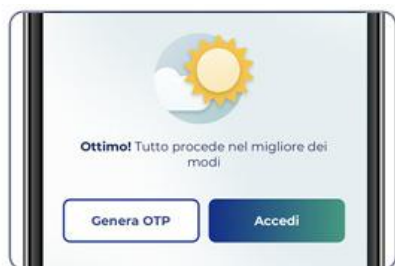 Ottimo! Tutto procede nel migliore dei
modi
Genera OTP
Accedi